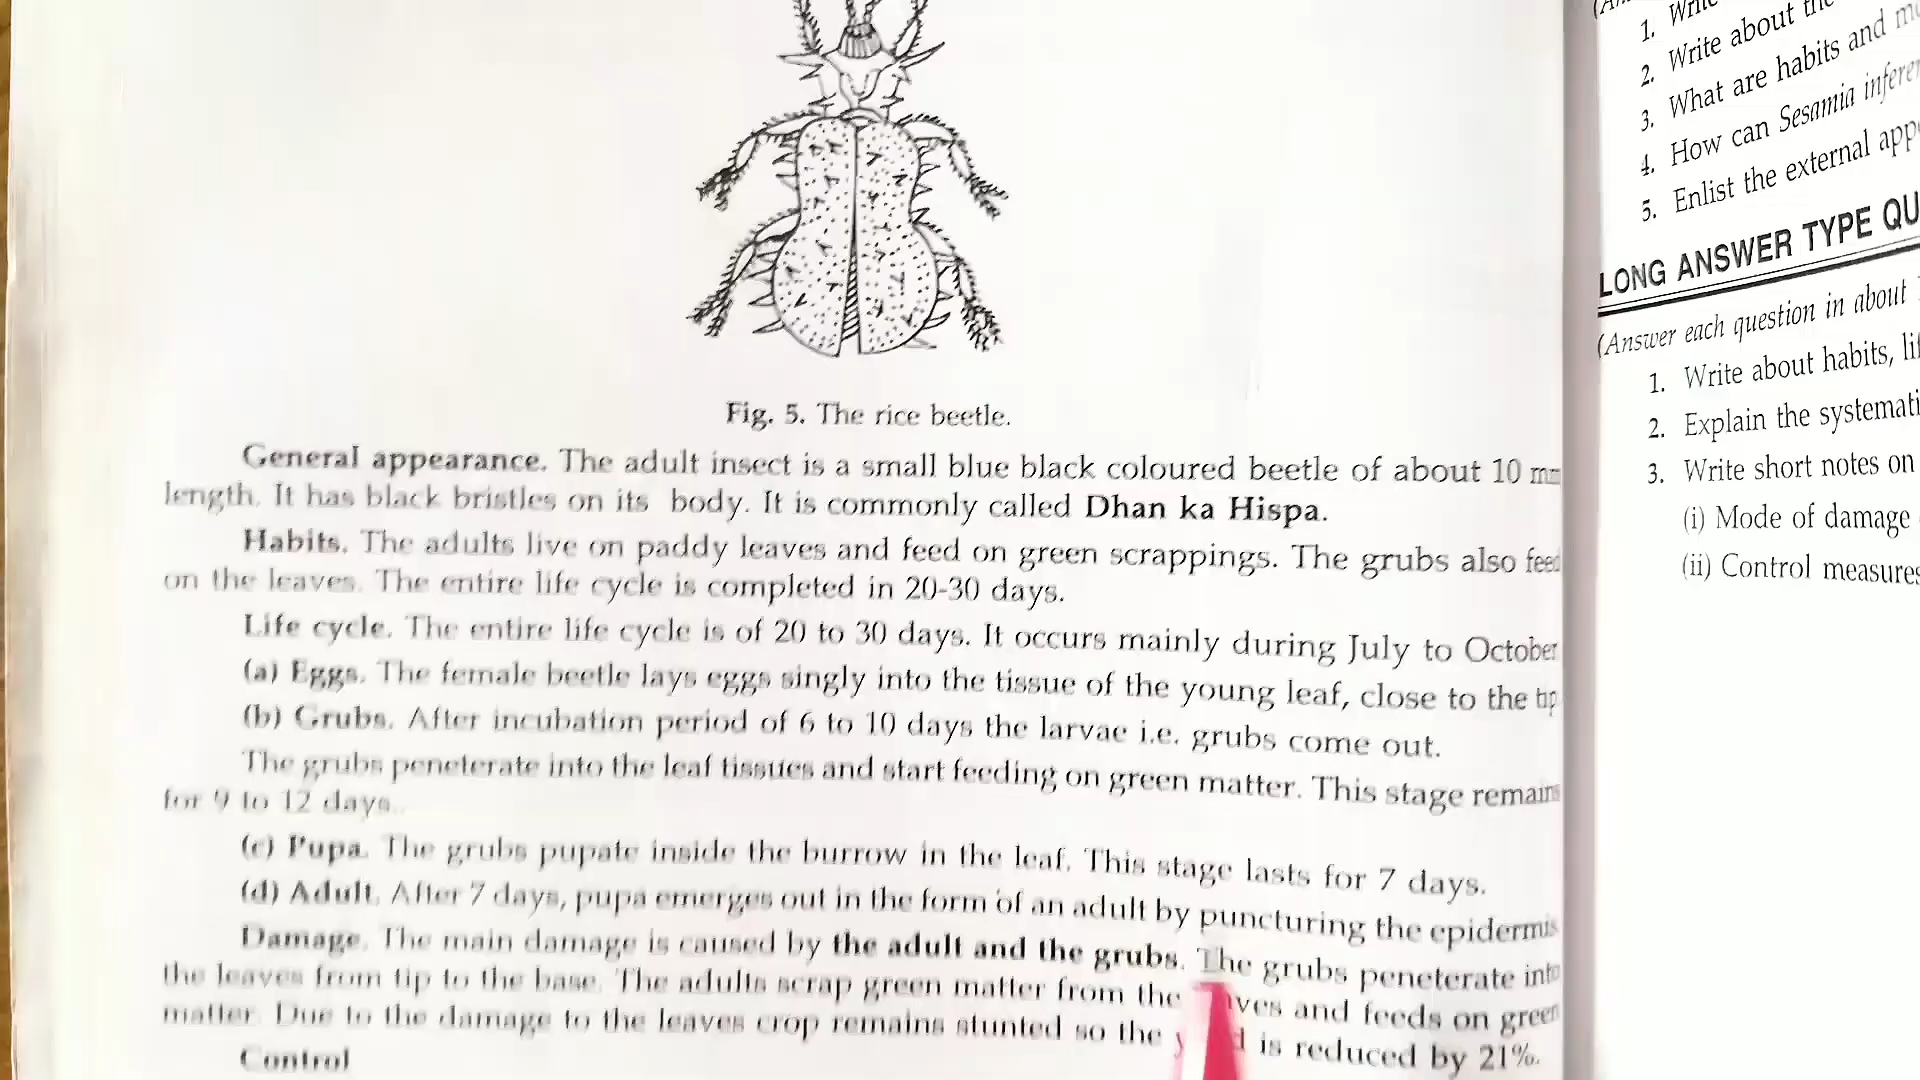 Fig. 5. The rice beetle.
General appearance. The adult insect is a small blue black coloured beetle of about 10 mm
length. It has black bristles on its body. It is commonly called Dhan ka Hispa.
Habits. The adults live on paddy leaves and feed on green scrappings. The grubs also feed
on the leaves. The entire life cycle is completed in 20-30 days.
Life cycle. The entire life cycle is of 20 to 30 days. It occurs mainly during July to October
(a) Eggs. The female beetle lays eggs singly into the tissue of the young leaf, close to the tip
(b) Grubs. After incubation period of 6 to 10 days the larvae i.e. grubs come out.
The grubs peneterate into the leaf tissues and start feeding on green matter. This stage remains
for 9 to 12 days.
(c) Pupa. The grubs pupate inside the burrow in the leaf. This stage lasts for 7 days.
(d) Adult. After 7 days, pupa emerges out in the form of an adult by puncturing the epidermis
Damage. The main damage is caused by the adult and the grubs. The grubs peneterate into
the leaves from tip to the base. The adults scrap green matter from the and feeds on green
matter. Due to the damage to the leaves crop remains stunted so the is reduced by 21%.
Control
1. Write
2. Write about the
3. What are habits and
4. How can Sesamia
5. Enlist the external
LONG ANSWER TYPE
(Answer each question in about
1. Write about habits,
2. Explain the
3. Write short notes on
(i) Mode of damage
(ii) Control measures